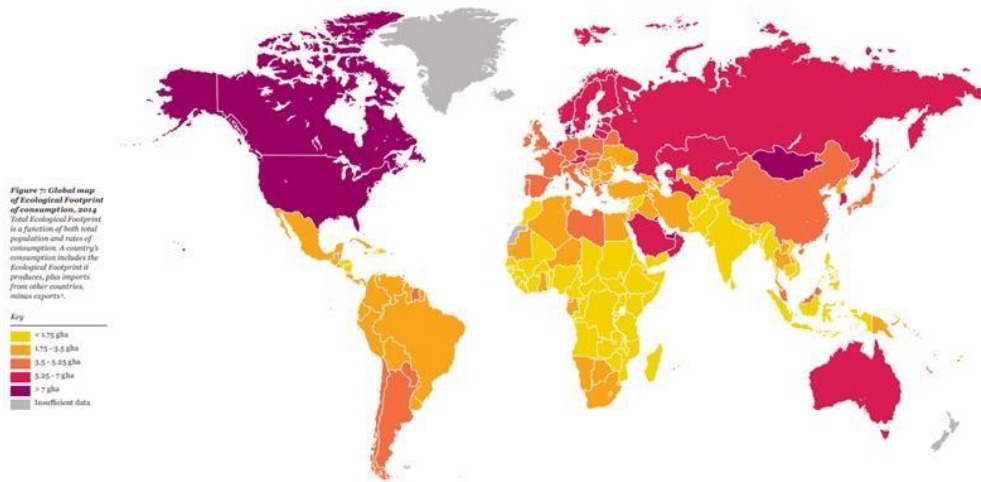 Figure 7: Global map
of Ecological Footprint
of consumption, 2014
Total Ecological Footprint
is a function of both total
population and rates of
consumption. A country's
consumption includes the
Ecological Footprint it
produces, plus imports
from other countries,
minus exports
Key
< 1.75 gha
1.75 - 3.5 gha
3.5 - 5.25 gha
5.25 - 7 gha
> 7 gha
Insufficient data